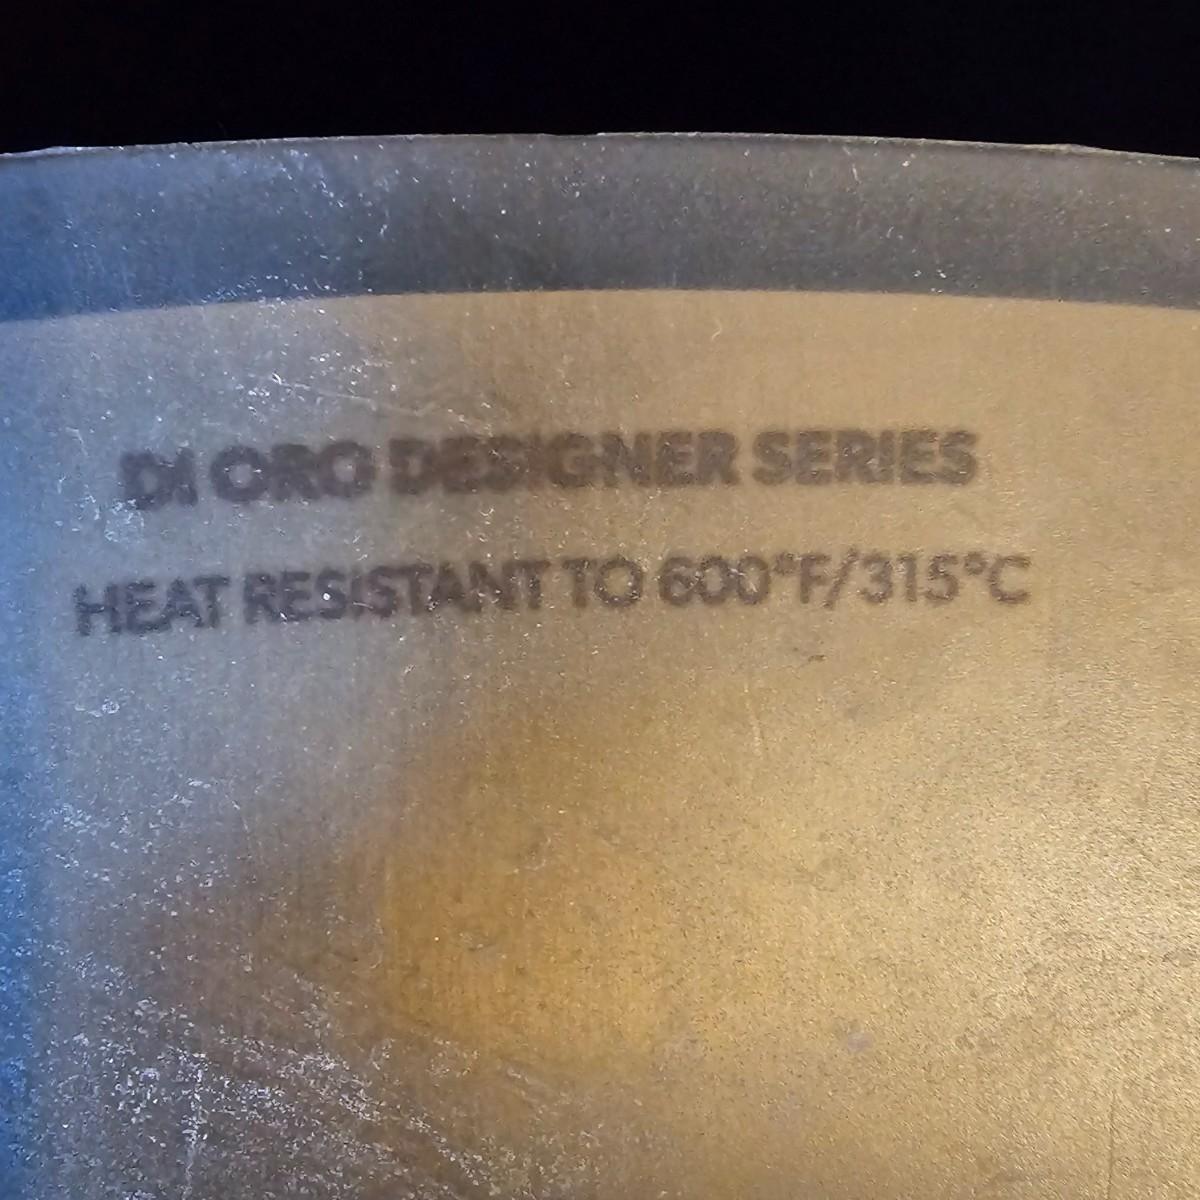 DI ORO DESIGNER SERIES
HEAT RESISTANT TO 600°F/315°C